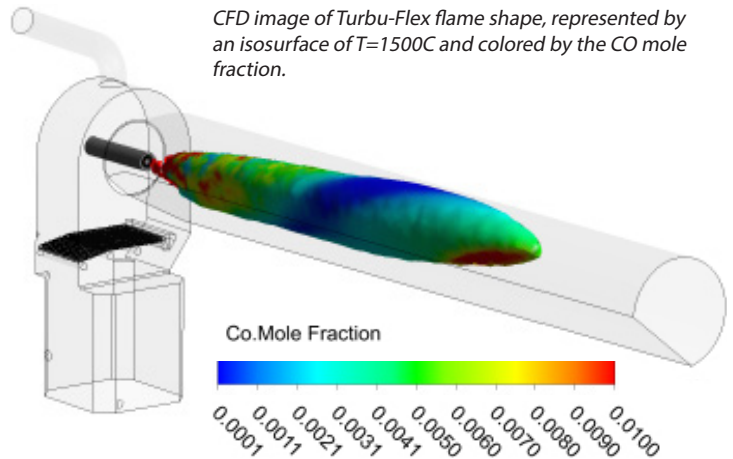 CFD image of Turbu-Flex flame shape, represented by
an isosurface of T=1500C and colored by the CO mole
fraction.
Co.Mole Fraction
0.0001
0.0011
0.0021
0.0031
0.0041
0.0050
0.0060
0.0070
0.0080
0.0090
0.0100